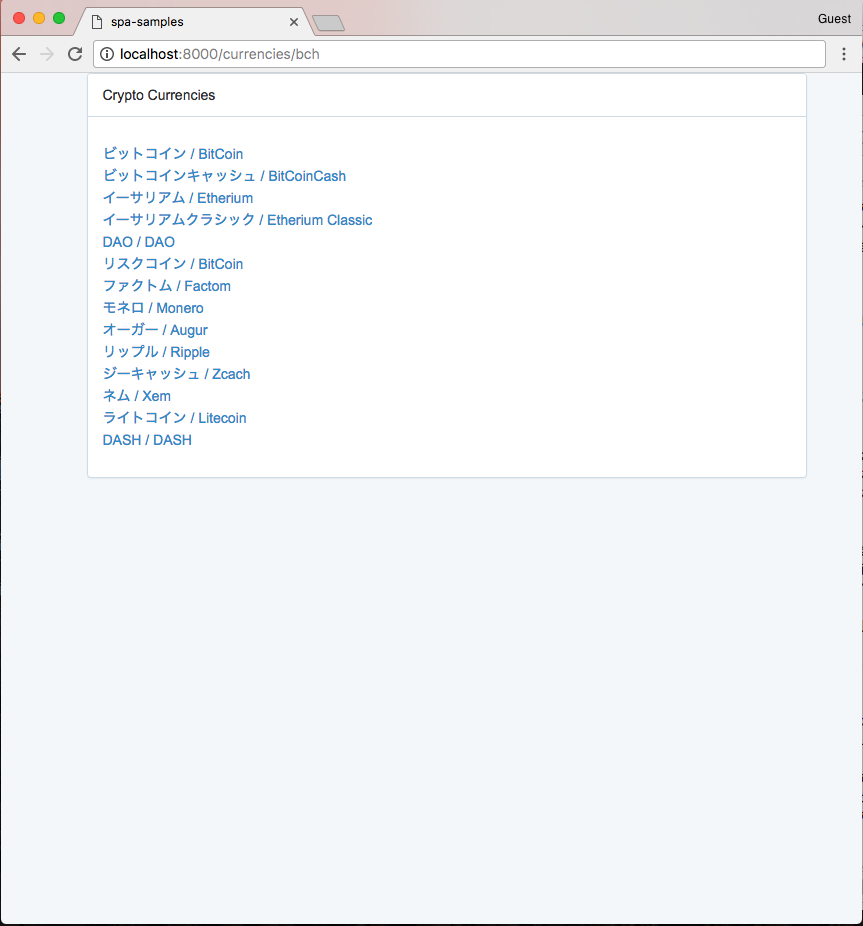 spa-samples
Guest
localhost:8000/currencies/bch
Crypto Currencies
ビットコイン / BitCoin
ビットコインキャッシュ / BitCoinCash
イーサリアム / Etherium
イーサリアムクラシック / Etherium Classic
DAO / DAO
リスクコイン / BitCoin
ファクトム / Factom
モネロ / Monero
オーガー / Augur
リップル / Ripple
ジーキャッシュ / Zcach
ネム / Xem
ライトコイン / Litecoin
DASH / DASH